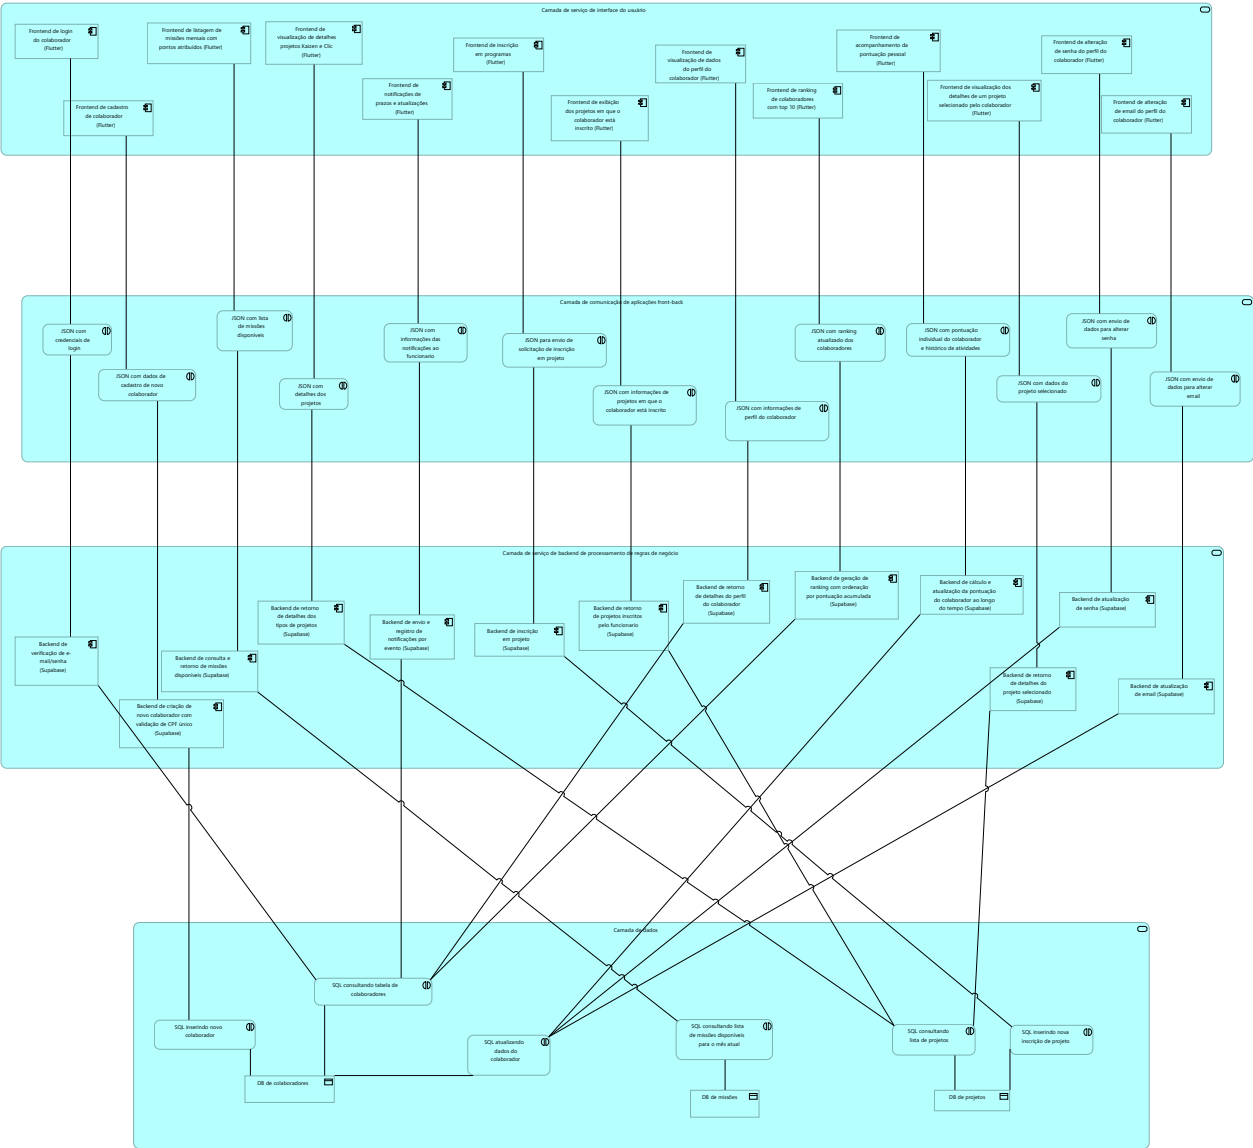 Camada de serviço de interface do usuário
Frontend de login
do colaborador
(Flutter)
Frontend de cadastro
de colaborador
(Flutter)
Frontend de listagem de
missões mensais com
pontos atribuídos (Flutter)
Frontend de
visualização de detalhes
projetos Kaizen e Clic
(Flutter)
Frontend de
notificações de
prazos e atualizações
(Flutter)
Frontend de inscrição
em programas
(Flutter)
Frontend de exibição
dos projetos em que o
colaborador está
inscrito (Flutter)
Frontend de
visualização de dados
do perfil do
colaborador (Flutter)
Frontend de ranking
de colaboradores
com top 10 (Flutter)
Frontend de
acompanhamento da
pontuação pessoal
(Flutter)
Frontend de visualização dos
detalhes de um projeto
selecionado pelo colaborador
(Flutter)
Frontend de alteração
de senha do perfil do
colaborador (Flutter)
Frontend de alteração
de email do perfil do
colaborador (Flutter)
Camada de comunicação de aplicações front-back
JSON com
credenciais de
login
JSON com dados de
cadastro de novo
colaborador
JSON com lista
de missões
disponíveis
JSON com
detalhes dos
projetos
JSON com
informações das
notificações ao
funcionario
JSON para envio de
solicitação de inscrição
em projeto
JSON com informações de
projetos em que o
colaborador está inscrito
JSON com informações de
perfil do colaborador
JSON com ranking
atualizado dos
colaboradores
JSON com pontuação
individual do colaborador
e histórico de atividades
JSON com dados do
projeto selecionado
JSON com envio de
dados para alterar
senha
JSON com envio de
dados para alterar
email
Camada de serviço de backend de processamento de regras de negócio
Backend de
verificação de e-
mail/senha
(Supabase)
Backend de criação de
novo colaborador com
validação de CPF único
(Supabase)
Backend de consulta e
retorno de missões
disponíveis (Supabase)
Backend de retorno
de detalhes dos
tipos de projetos
(Supabase)
Backend de envio e
registro de
notificações por
evento (Supabase)
Backend de inscrição
em projeto
(Supabase)
Backend de retorno
de projetos inscritos
pelo funcionario
(Supabase)
Backend de retorno
de detalhes do perfil
do colaborador
(Supabase)
Backend de geração de
ranking com ordenação
por pontuação acumulada
(Supabase)
Backend de cálculo e
atualização da pontuação
do colaborador ao longo
do tempo (Supabase)
Backend de retorno
de detalhes do
projeto selecionado
(Supabase)
Backend de atualização
de senha (Supabase)
Backend de atualização
de email (Supabase)
Camada de dados
SQL inserindo novo
colaborador
SQL consultando tabela de
colaboradores
SQL atualizando
dados do
colaborador
SQL consultando lista
de missões disponíveis
para o mês atual
SQL consultando
lista de projetos
SQL inserindo nova
inscrição de projeto
DB de colaboradores
DB de missões
DB de projetos